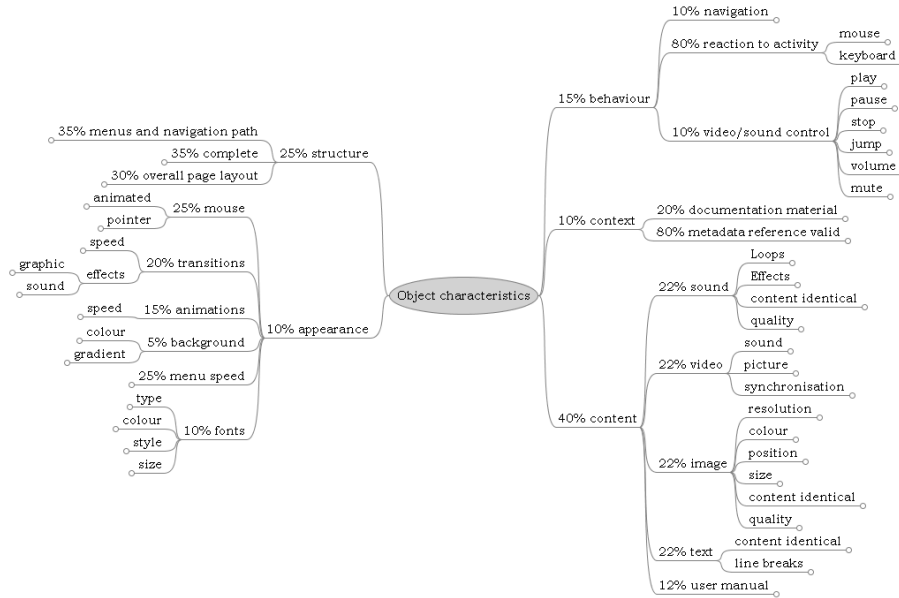 Object characteristics
25% structure
35% menus and navigation path
35% complete
30% overall page layout
10% appearance
25% mouse
animated
pointer
20% transitions
speed
effects
graphic
sound
15% animations
speed
5% background
colour
gradient
25% menu speed
10% fonts
type
colour
style
size
15% behaviour
10% navigation
80% reaction to activity
mouse
keyboard
10% video/sound control
play
pause
stop
jump
volume
mute
10% context
20% documentation material
80% metadata reference valid
40% content
22% sound
Loops
Effects
content identical
quality
22% video
sound
picture
synchronisation
22% image
resolution
colour
position
size
content identical
quality
22% text
content identical
line breaks
12% user manual